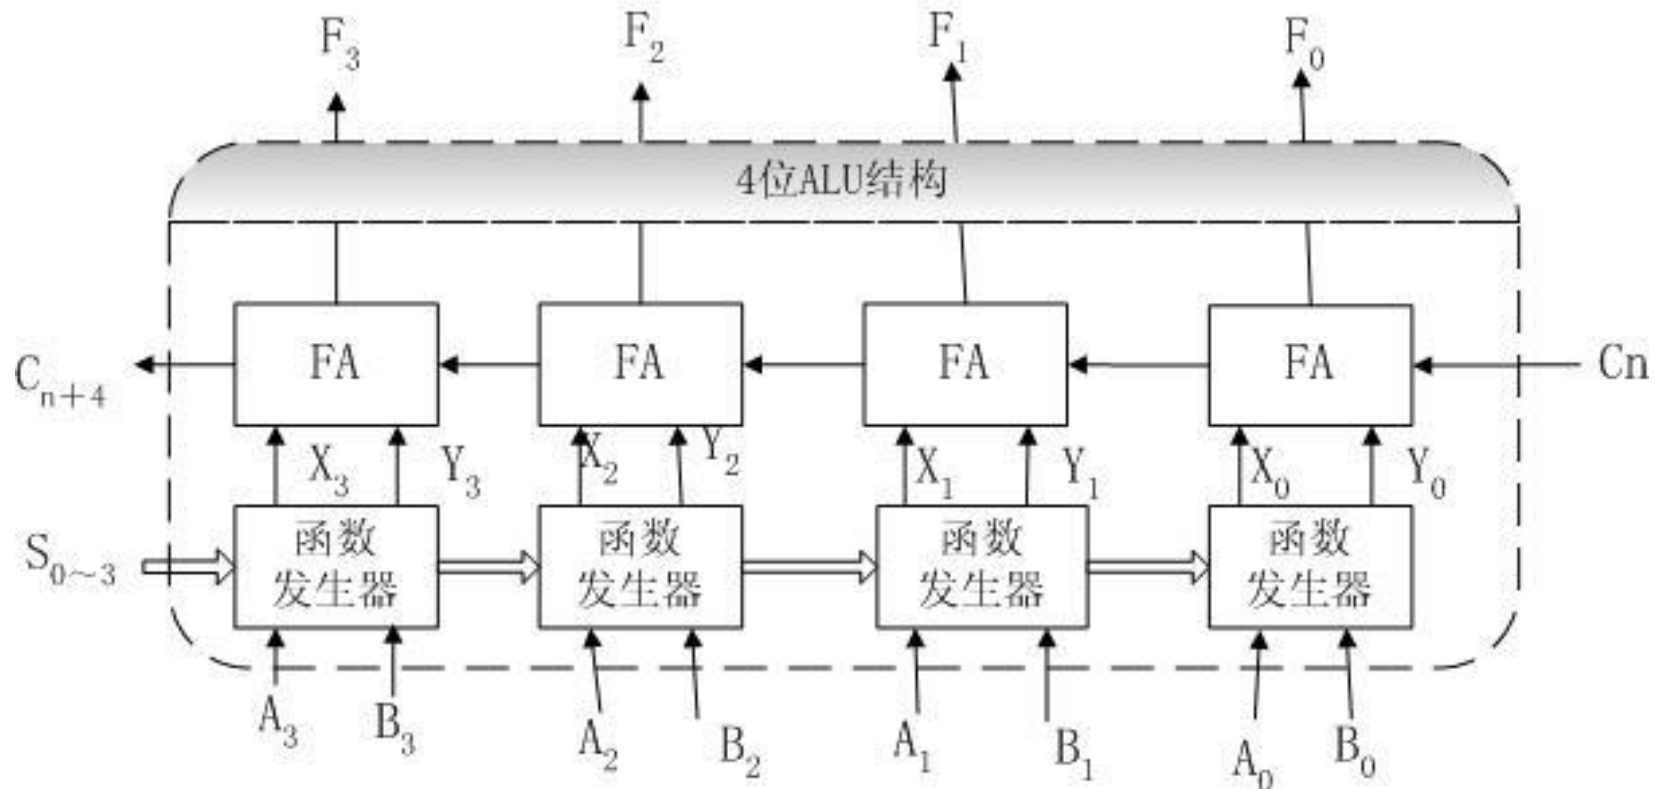 F₃ F₂ F₁ F₀
4位ALU结构
Cₙ₊₄ FA FA FA FA Cn
X₃ Y₃ X₂ Y₂ X₁ Y₁ X₀ Y₀
S₀~₃ 函数 函数 函数 函数
发生器 发生器 发生器 发生器
A₃ B₃ A₂ B₂ A₁ B₁ A₀ B₀